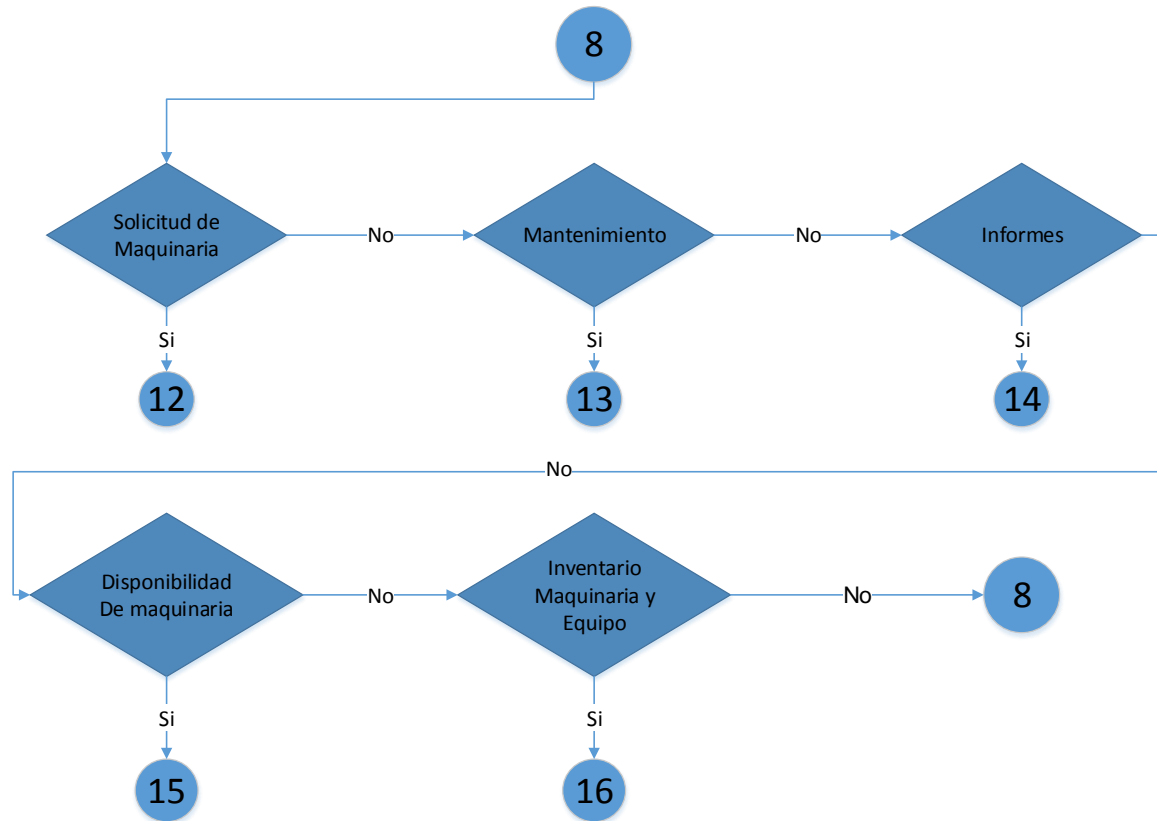 8
Solicitud de
Maquinaria
No
Mantenimiento
No
Informes
Si
Si
Si
12
13
14
No
Disponibilidad
De maquinaria
No
Inventario
Maquinaria y
Equipo
No
8
Si
Si
15
16